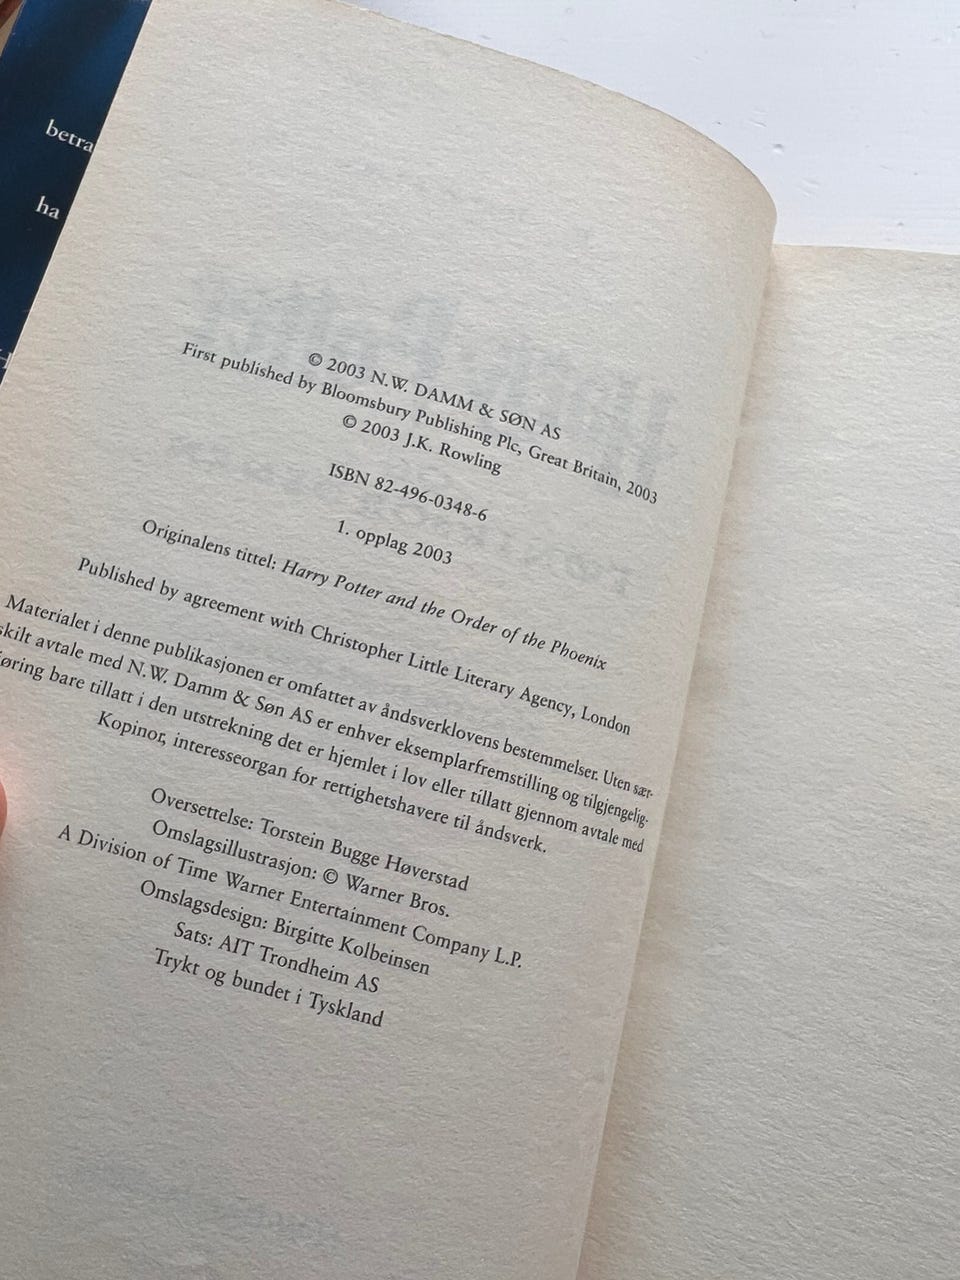 betra
ha
© 2003 N.W. DAMM & SØN AS
First published by Bloomsbury Publishing Plc, Great Britain, 2003
© 2003 J.K. Rowling
ISBN 82-496-0348-6
1. opplag 2003
Originalens tittel: Harry Potter and the Order of the Phoenix
Published by agreement with Christopher Little Literary Agency, London
Materialet i denne publikasjonen er omfattet av åndsverklovens bestemmelser. Uten sær-
skilt avtale med N.W. Damm & Søn AS er enhver eksemplarfremstilling og tilgjengelig-
øring bare tillatt i den utstrekning det er hjemlet i lov eller tillatt gjennom avtale med
Kopinor, interesseorgan for rettighetshavere til åndsverk.
Oversettelse: Torstein Bugge Høverstad
Omslagsillustrasjon: © Warner Bros.
A Division of Time Warner Entertainment Company L.P.
Omslagsdesign: Birgitte Kolbeinsen
Sats: AIT Trondheim AS
Trykt og bundet i Tyskland